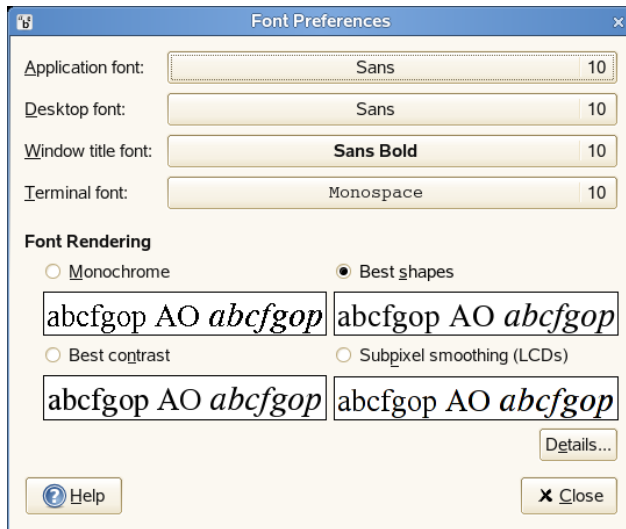 Font Preferences
Application font: Sans 10
Desktop font: Sans 10
Window title font: Sans Bold 10
Terminal font: Monospace 10
Font Rendering
Monochrome Best shapes
abcfgop AO abcfgop abcfgop AO abcfgop
Best contrast Subpixel smoothing (LCDs)
abcfgop AO abcfgop abcfgop AO abcfgop
Details...
Help Close